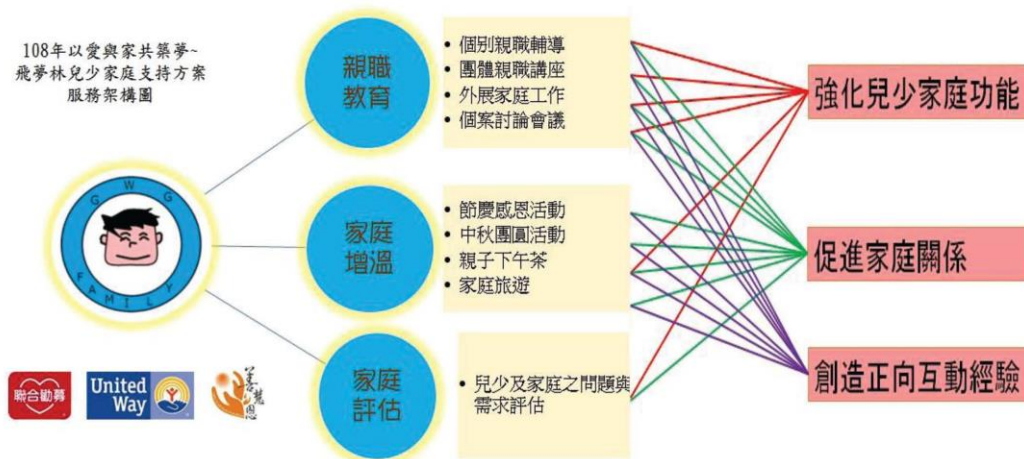 108年以愛與家共築夢~
飛夢林兒少家庭支持方案
服務架構圖
GWG
FAMILY
聯合勸募
United
Way
善慧恩
親職
教育
• 個別親職輔導
• 團體親職講座
• 外展家庭工作
• 個案討論會議
家庭
增溫
• 節慶感恩活動
• 中秋團圓活動
• 親子下午茶
• 家庭旅遊
家庭
評估
• 兒少及家庭之問題與
需求評估
強化兒少家庭功能
促進家庭關係
創造正向互動經驗